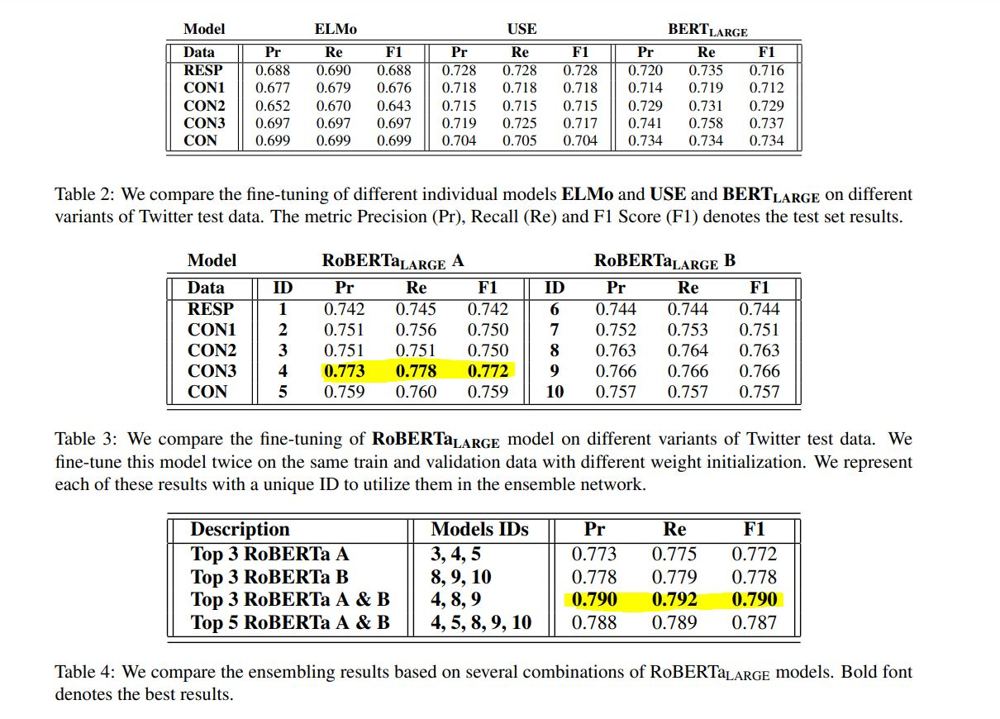 Model ELMo USE BERTLARGE
Data Pr Re F1 Pr Re F1 Pr Re F1
RESP 0.688 0.690 0.688 0.728 0.728 0.728 0.720 0.735 0.716
CON1 0.677 0.679 0.676 0.718 0.718 0.718 0.714 0.719 0.712
CON2 0.652 0.670 0.643 0.715 0.715 0.715 0.729 0.731 0.729
CON3 0.697 0.697 0.697 0.719 0.725 0.717 0.741 0.758 0.737
CON 0.699 0.699 0.699 0.704 0.705 0.704 0.734 0.734 0.734
Table 2: We compare the fine-tuning of different individual models ELMo and USE and BERTLARGE on different
variants of Twitter test data. The metric Precision (Pr), Recall (Re) and F1 Score (F1) denotes the test set results.
Model RoBERTaLARGE A RoBERTaLARGE B
Data ID Pr Re F1 ID Pr Re F1
RESP 1 0.742 0.745 0.742 6 0.744 0.744 0.744
CON1 2 0.751 0.756 0.750 7 0.752 0.753 0.751
CON2 3 0.751 0.751 0.750 8 0.763 0.764 0.763
CON3 4 0.773 0.778 0.772 9 0.766 0.766 0.766
CON 5 0.759 0.760 0.759 10 0.757 0.757 0.757
Table 3: We compare the fine-tuning of RoBERTaLARGE model on different variants of Twitter test data. We
fine-tune this model twice on the same train and validation data with different weight initialization. We represent
each of these results with a unique ID to utilize them in the ensemble network.
Description Models IDs Pr Re F1
Top 3 RoBERTa A 3, 4, 5 0.773 0.775 0.772
Top 3 RoBERTa B 8, 9, 10 0.778 0.779 0.778
Top 3 RoBERTa A & B 4, 8, 9 0.790 0.792 0.790
Top 5 RoBERTa A & B 4, 5, 8, 9, 10 0.788 0.789 0.787
Table 4: We compare the ensembling results based on several combinations of RoBERTaLARGE models. Bold font
denotes the best results.